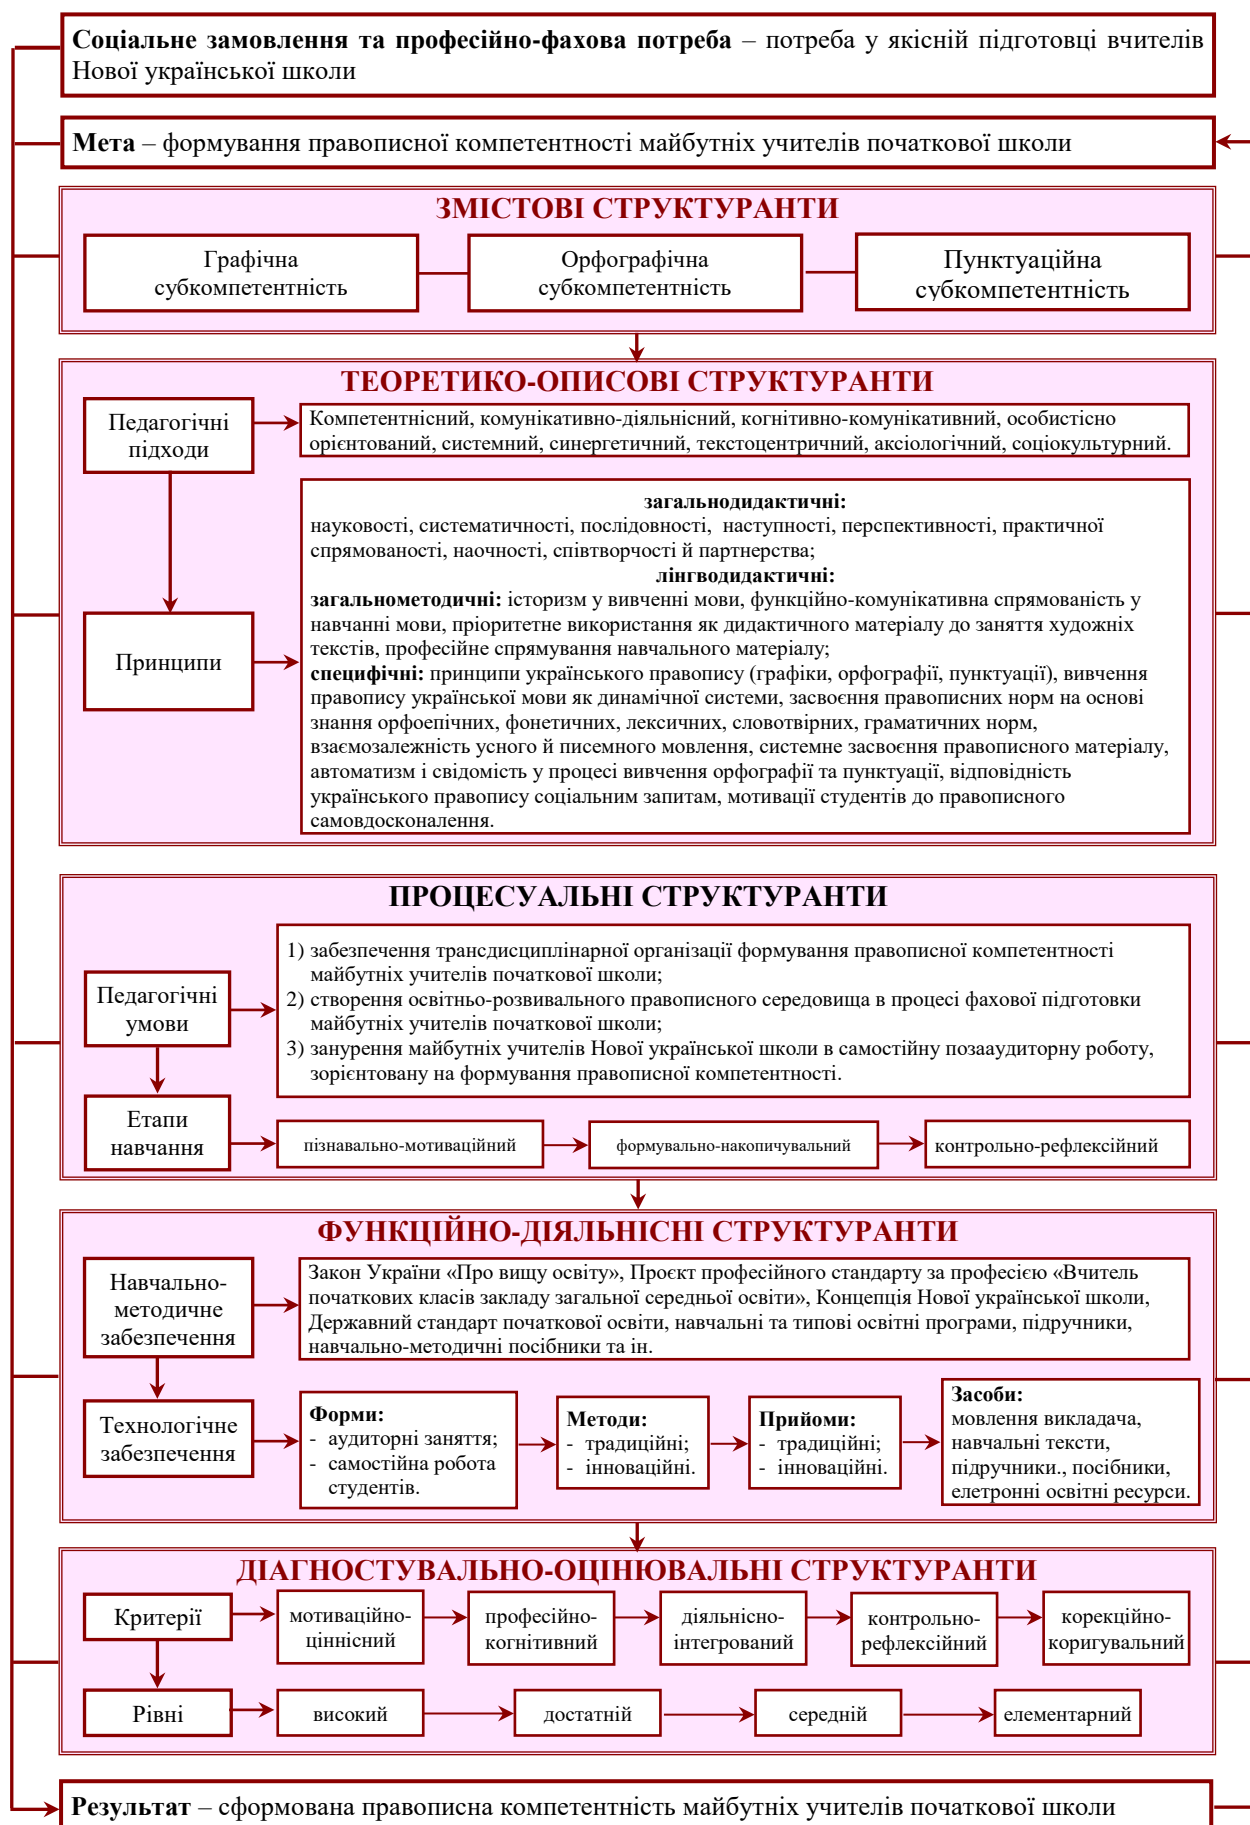 Соціальне замовлення та професійно-фахова потреба – потреба у якісній підготовці вчителів
Нової української школи
Мета – формування правописної компетентності майбутніх учителів початкової школи
ЗМІСТОВІ СТРУКТУРАНТИ
Графічна
субкомпетентність
Орфографічна
субкомпетентність
Пунктуаційна
субкомпетентність
ТЕОРЕТИКО-ОПИСОВІ СТРУКТУРАНТИ
Педагогічні
підходи
Компетентнісний, комунікативно-діяльнісний, когнітивно-комунікативний, особистісно
орієнтований, системний, синергетичний, текстоцентричний, аксіологічний, соціокультурний.
Принципи
загальнодидактичні:
науковості, систематичності, послідовності, наступності, перспективності, практичної
спрямованості, наочності, співтворчості й партнерства;
лінгводидактичні:
загальнометодичні: історизм у вивченні мови, функційно-комунікативна спрямованість у
навчанні мови, пріоритетне використання як дидактичного матеріалу до заняття художніх
текстів, професійне спрямування навчального матеріалу;
специфічні: принципи українського правопису (графіки, орфографії, пунктуації), вивчення
правопису української мови як динамічної системи, засвоєння правописних норм на основі
знання орфоепічних, фонетичних, лексичних, словотвірних, граматичних норм,
взаємозалежність усного й писемного мовлення, системне засвоєння правописного матеріалу,
автоматизм і свідомість у процесі вивчення орфографії та пунктуації, відповідність
українського правопису соціальним запитам, мотивації студентів до правописного
самовдосконалення.
ПРОЦЕСУАЛЬНІ СТРУКТУРАНТИ
Педагогічні
умови
1) забезпечення трансдисциплінарної організації формування правописної компетентності
майбутніх учителів початкової школи;
2) створення освітньо-розвивального правописного середовища в процесі фахової підготовки
майбутніх учителів початкової школи;
3) занурення майбутніх учителів Нової української школи в самостійну позааудиторну роботу,
зорієнтовану на формування правописної компетентності.
Етапи
навчання
пізнавально-мотиваційний
формувально-накопичувальний
контрольно-рефлексійний
ФУНКЦІЙНО-ДІЯЛЬНІСНІ СТРУКТУРАНТИ
Навчально-
методичне
забезпечення
Закон України «Про вищу освіту», Проєкт професійного стандарту за професією «Вчитель
початкових класів закладу загальної середньої освіти», Концепція Нової української школи,
Державний стандарт початкової освіти, навчальні та типові освітні програми, підручники,
навчально-методичні посібники та ін.
Технологічне
забезпечення
Форми:
- аудиторні заняття;
- самостійна робота
студентів.
Методи:
- традиційні;
- інноваційні.
Прийоми:
- традиційні;
- інноваційні.
Засоби:
мовлення викладача,
навчальні тексти,
підручники., посібники,
елетронні освітні ресурси.
ДІАГНОСТУВАЛЬНО-ОЦІНЮВАЛЬНІ СТРУКТУРАНТИ
Критерії
мотиваційно-
ціннісний
професійно-
когнітивний
діяльнісно-
інтегрований
контрольно-
рефлексійний
корекційно-
коригувальний
Рівні
високий
достатній
середній
елементарний
Результат – сформована правописна компетентність майбутніх учителів початкової школи